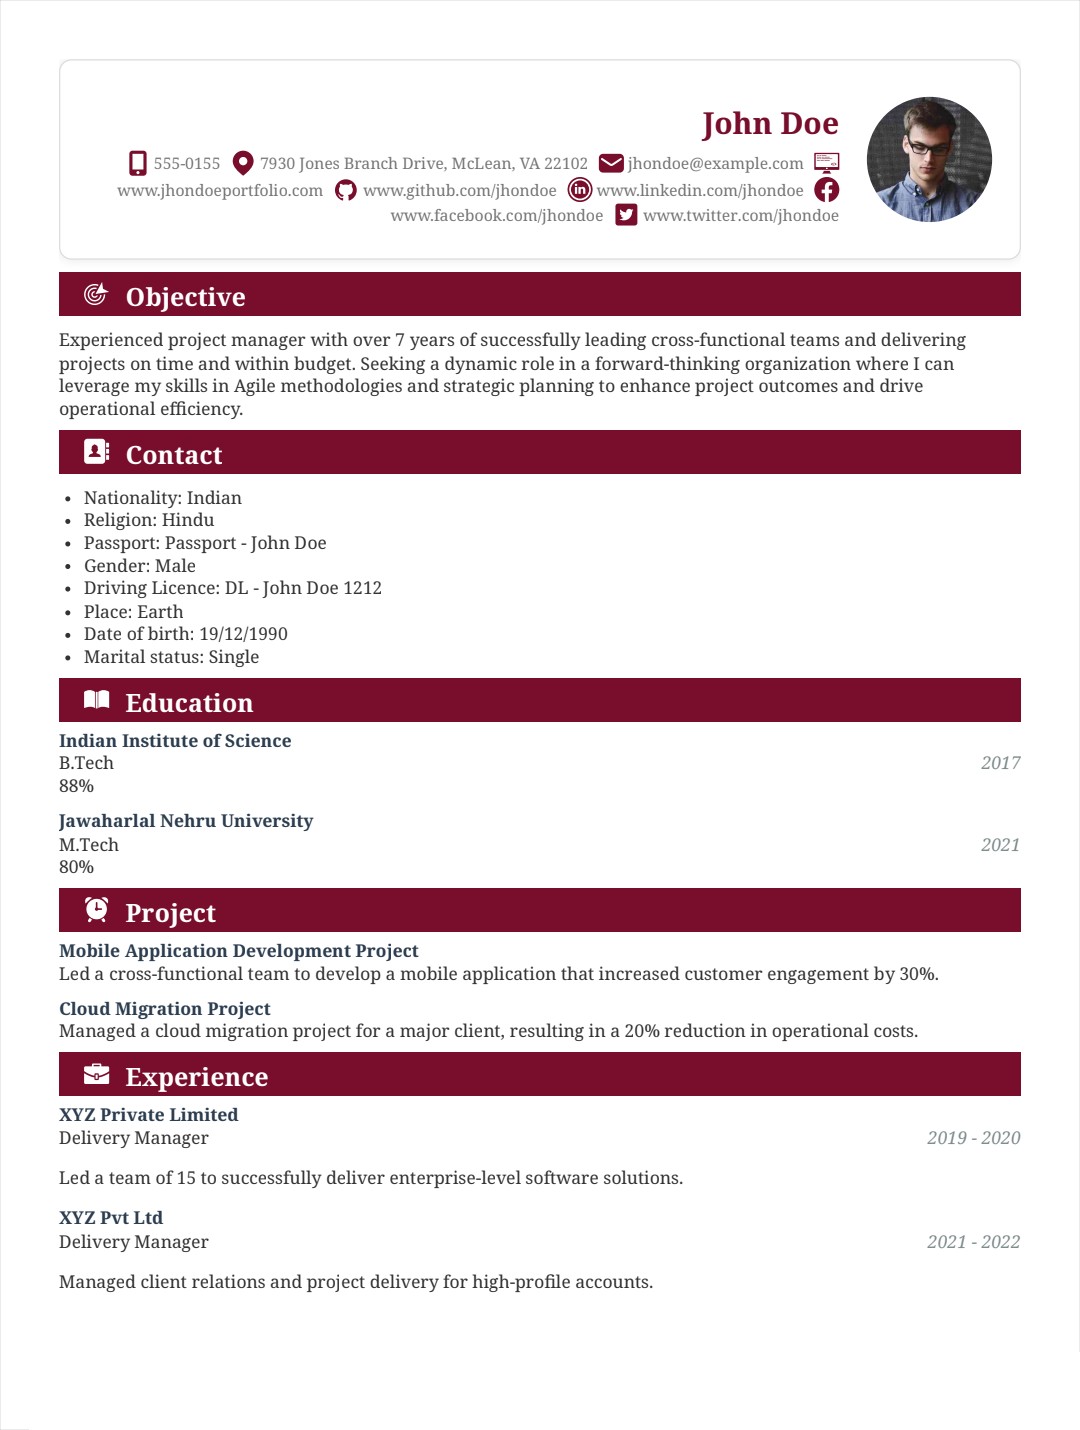 John Doe
555-0155 7930 Jones Branch Drive, McLean, VA 22102 jhondoe@example.com
www.jhondoeportfolio.com www.github.com/jhondoe www.linkedin.com/jhondoe
www.facebook.com/jhondoe www.twitter.com/jhondoe
Objective
Experienced project manager with over 7 years of successfully leading cross-functional teams and delivering
projects on time and within budget. Seeking a dynamic role in a forward-thinking organization where I can
leverage my skills in Agile methodologies and strategic planning to enhance project outcomes and drive
operational efficiency.
Contact
• Nationality: Indian
• Religion: Hindu
• Passport: Passport - John Doe
• Gender: Male
• Driving Licence: DL - John Doe 1212
• Place: Earth
• Date of birth: 19/12/1990
• Marital status: Single
Education
Indian Institute of Science
B.Tech 2017
88%
Jawaharlal Nehru University
M.Tech 2021
80%
Project
Mobile Application Development Project
Led a cross-functional team to develop a mobile application that increased customer engagement by 30%.
Cloud Migration Project
Managed a cloud migration project for a major client, resulting in a 20% reduction in operational costs.
Experience
XYZ Private Limited
Delivery Manager 2019 - 2020
Led a team of 15 to successfully deliver enterprise-level software solutions.
XYZ Pvt Ltd
Delivery Manager 2021 - 2022
Managed client relations and project delivery for high-profile accounts.